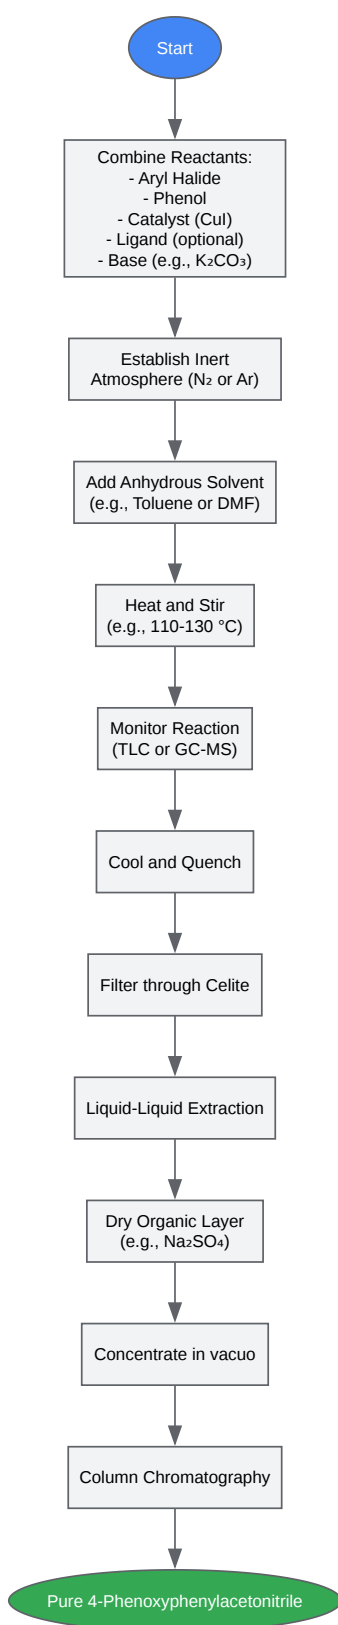 Start
Combine Reactants:
- Aryl Halide
- Phenol
- Catalyst (CuI)
- Ligand (optional)
- Base (e.g., K₂CO₃)
Establish Inert
Atmosphere (N₂ or Ar)
Add Anhydrous Solvent
(e.g., Toluene or DMF)
Heat and Stir
(e.g., 110-130 °C)
Monitor Reaction
(TLC or GC-MS)
Cool and Quench
Filter through Celite
Liquid-Liquid Extraction
Dry Organic Layer
(e.g., Na₂SO₄)
Concentrate in vacuo
Column Chromatography
Pure 4-Phenoxyphenylacetonitrile